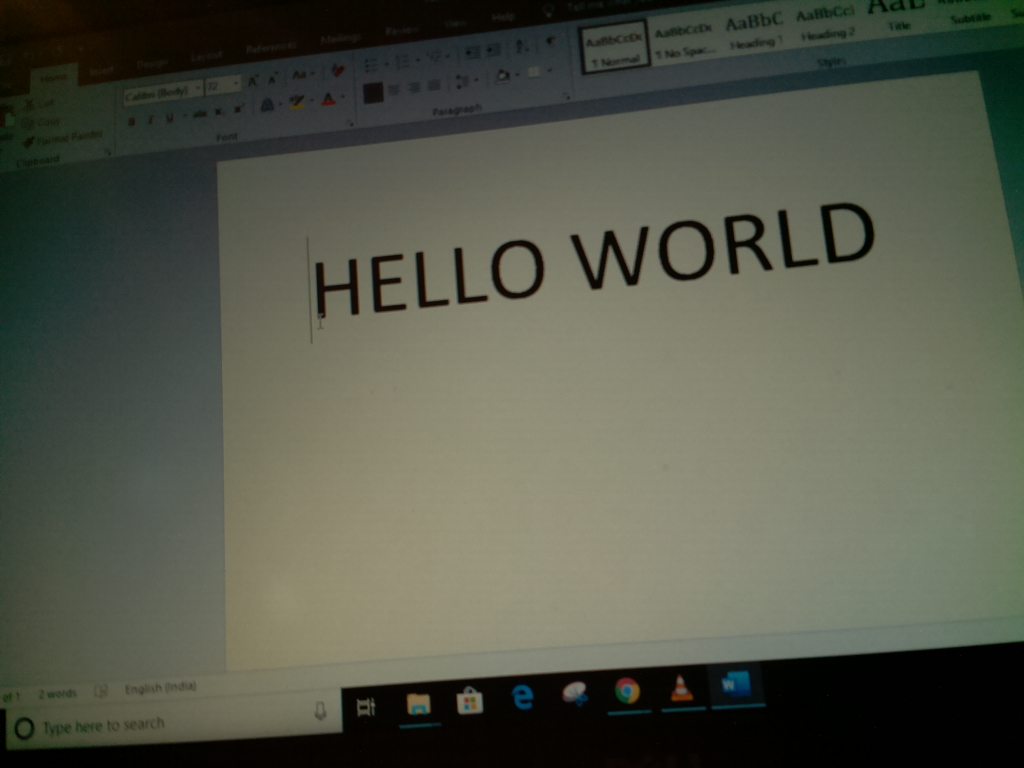 Home Insert Design Layout References Mailings Review View Help Tell me
Cut
Copy
Format Painter
Clipboard
Calibri (Body) 72
Font
Paragraph
AaBbCcDc AaBbCcDc AaBbC AaBbCcI AaB
¶ Normal ¶ No Spac... Heading 1 Heading 2 Title Subtitle
Styles
HELLO WORLD
of 1 2 words English (India)
Type here to search